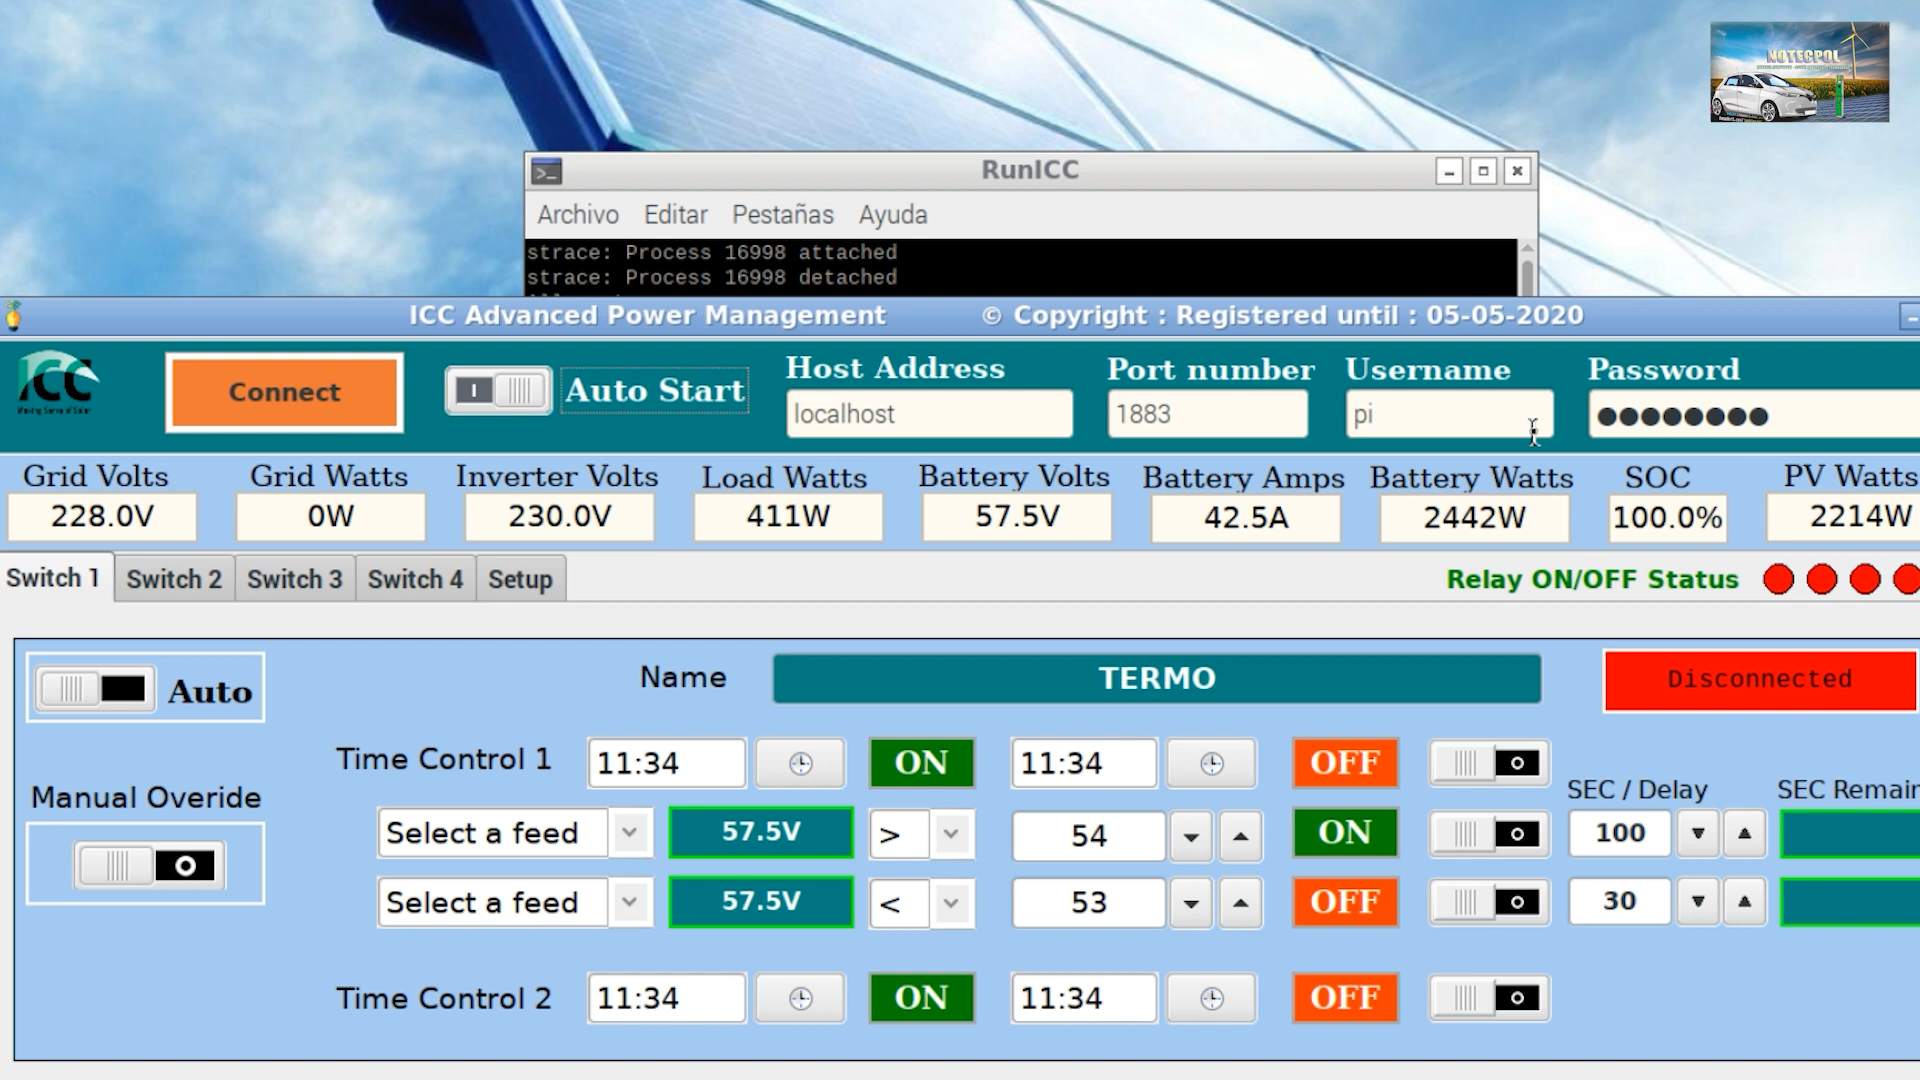 NOTECPOL
RunICC
Archivo Editar Pestañas Ayuda
strace: Process 16998 attached
strace: Process 16998 detached
ICC Advanced Power Management © Copyright : Registered until : 05-05-2020
ICC
Connect
Auto Start
Host Address Port number Username Password
localhost 1883 pi ●●●●●●●●
Grid Volts Grid Watts Inverter Volts Load Watts Battery Volts Battery Amps Battery Watts SOC PV Watts
228.0V 0W 230.0V 411W 57.5V 42.5A 2442W 100.0% 2214W
Switch 1 Switch 2 Switch 3 Switch 4 Setup Relay ON/OFF Status
Auto Name TERMO Disconnected
Time Control 1 11:34 ON 11:34 OFF
Manual Overide SEC / Delay SEC Remain
Select a feed 57.5V > 54 ON 100
Select a feed 57.5V < 53 OFF 30
Time Control 2 11:34 ON 11:34 OFF